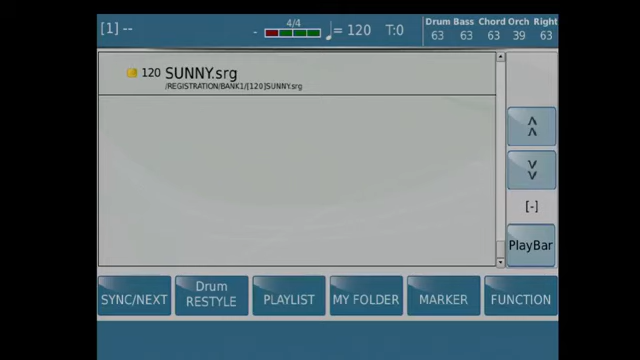 [1] --
4/4
- ♩= 120 T:0
Drum Bass Chord Orch Right
63 63 63 39 63
120 SUNNY.srg
/REGISTRATION/BANK1/[120]SUNNY.srg
[-]
PlayBar
SYNC/NEXT
Drum RESTYLE
PLAYLIST
MY FOLDER
MARKER
FUNCTION